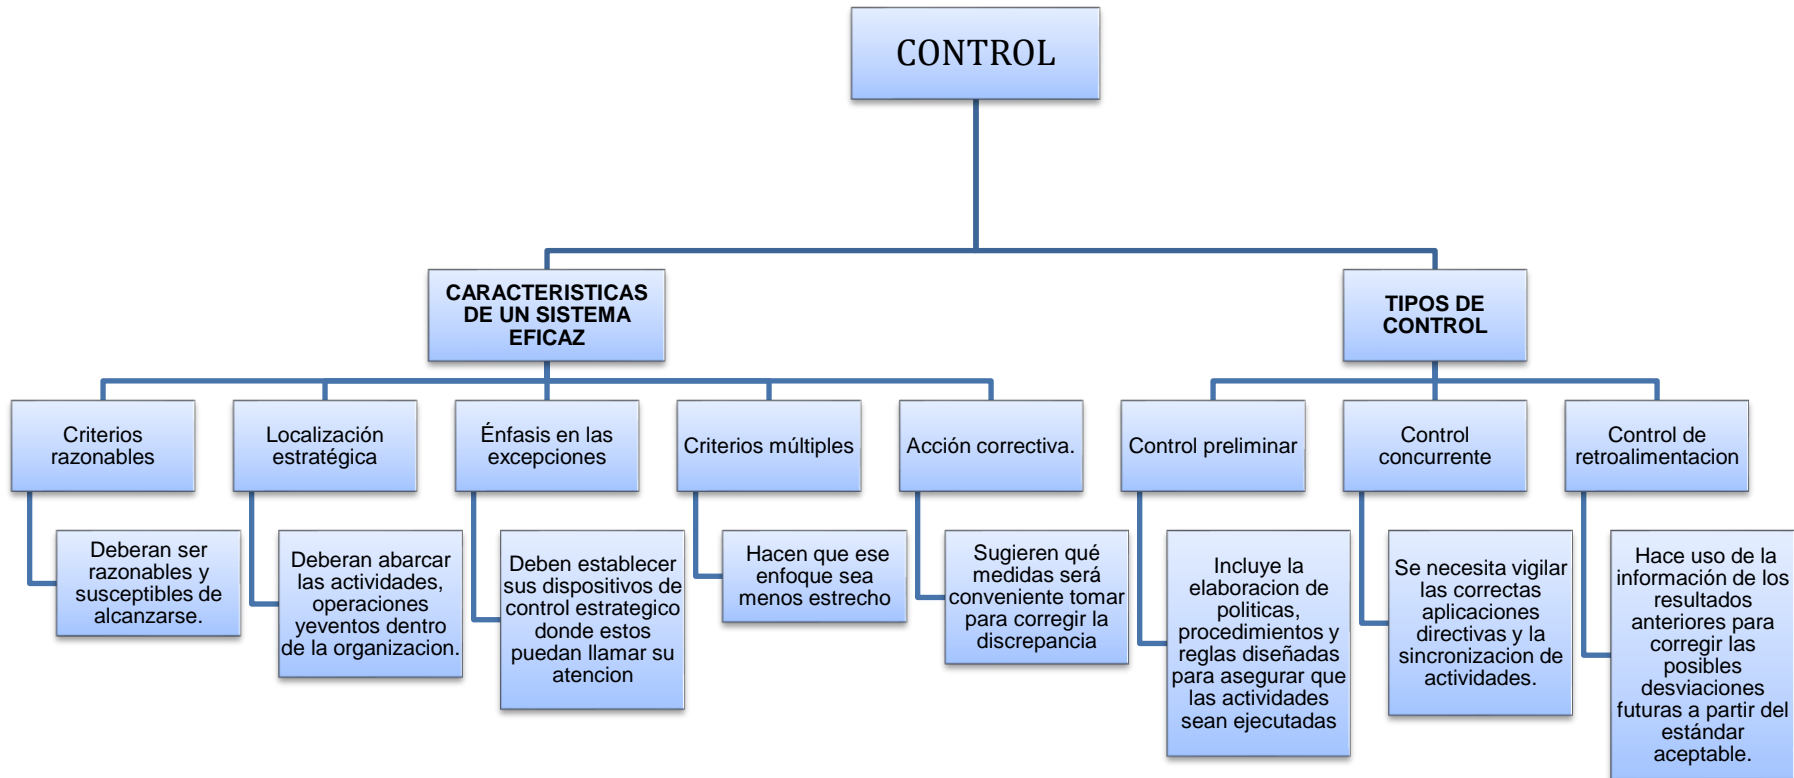 CONTROL
CARACTERISTICAS
DE UN SISTEMA
EFICAZ
TIPOS DE
CONTROL
Criterios
razonables
Localización
estratégica
Énfasis en las
excepciones
Criterios múltiples
Acción correctiva.
Control preliminar
Control
concurrente
Control de
retroalimentacion
Deberan ser
razonables y
susceptibles de
alcanzarse.
Deberan abarcar
las actividades,
operaciones
yeventos dentro
de la organizacion.
Deben establecer
sus dispositivos de
control estrategico
donde estos
puedan llamar su
atencion
Hacen que ese
enfoque sea
menos estrecho
Sugieren qué
medidas será
conveniente tomar
para corregir la
discrepancia
Incluye la
elaboracion de
politicas,
procedimientos y
reglas diseñadas
para asegurar que
las actividades
sean ejecutadas
Se necesita vigilar
las correctas
aplicaciones
directivas y la
sincronizacion de
actividades.
Hace uso de la
información de los
resultados
anteriores para
corregir las
posibles
desviaciones
futuras a partir del
estándar
aceptable.